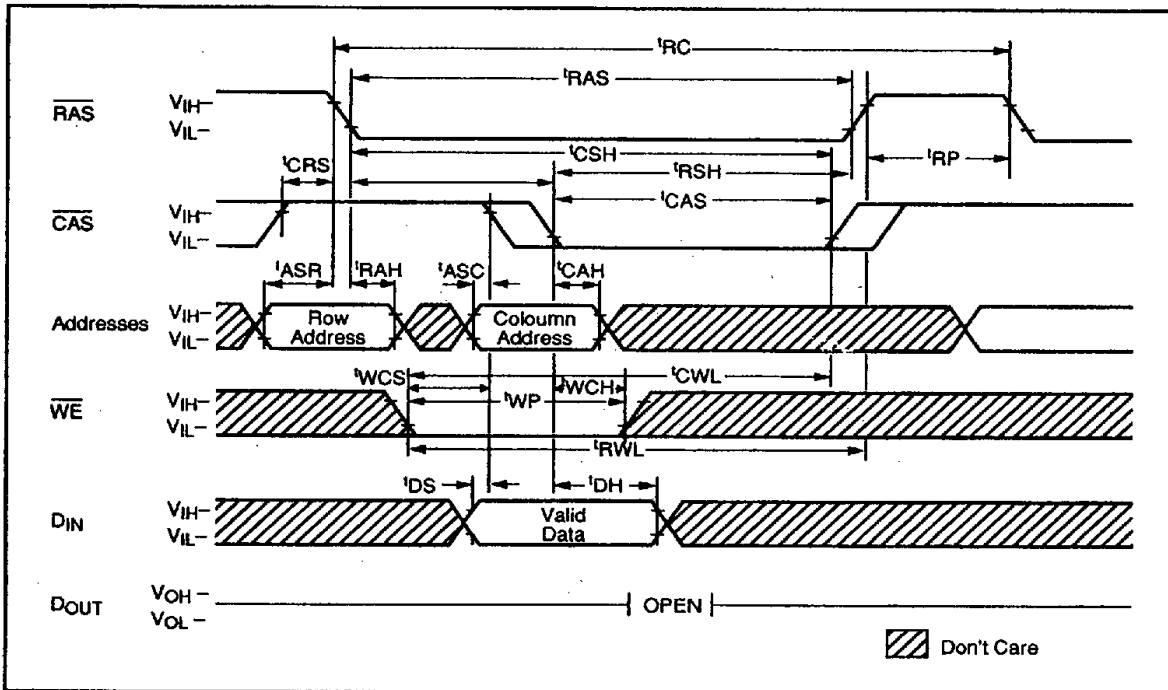 tRC
tRAS
RAS
VIH–
VIL–
tCSH
tCRS
tRSH
tRP
tCAS
CAS
VIH–
VIL–
tASR
tRAH
tASC
tCAH
Addresses
VIH–
VIL–
Row
Address
Coloumn
Address
tWCS
tCWL
tWP
tWCH
WE
VIH–
VIL–
tRWL
tDS
tDH
DIN
VIH–
VIL–
Valid
Data
DOUT
VOH –
VOL –
OPEN
Don't Care